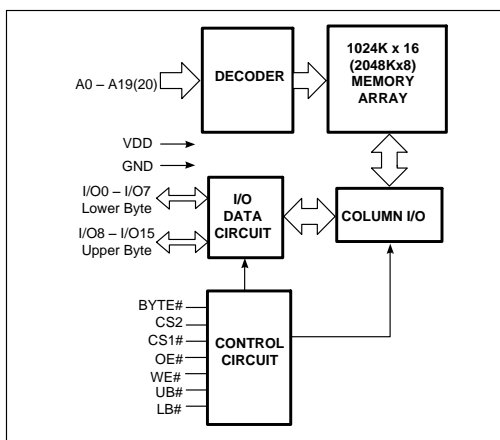 A0 – A19(20)
DECODER
1024K x 16
(2048Kx8)
MEMORY
ARRAY
VDD
GND
I/O0 – I/O7
Lower Byte
I/O8 – I/O15
Upper Byte
I/O
DATA
CIRCUIT
COLUMN I/O
BYTE#
CS2
CS1#
OE#
WE#
UB#
LB#
CONTROL
CIRCUIT